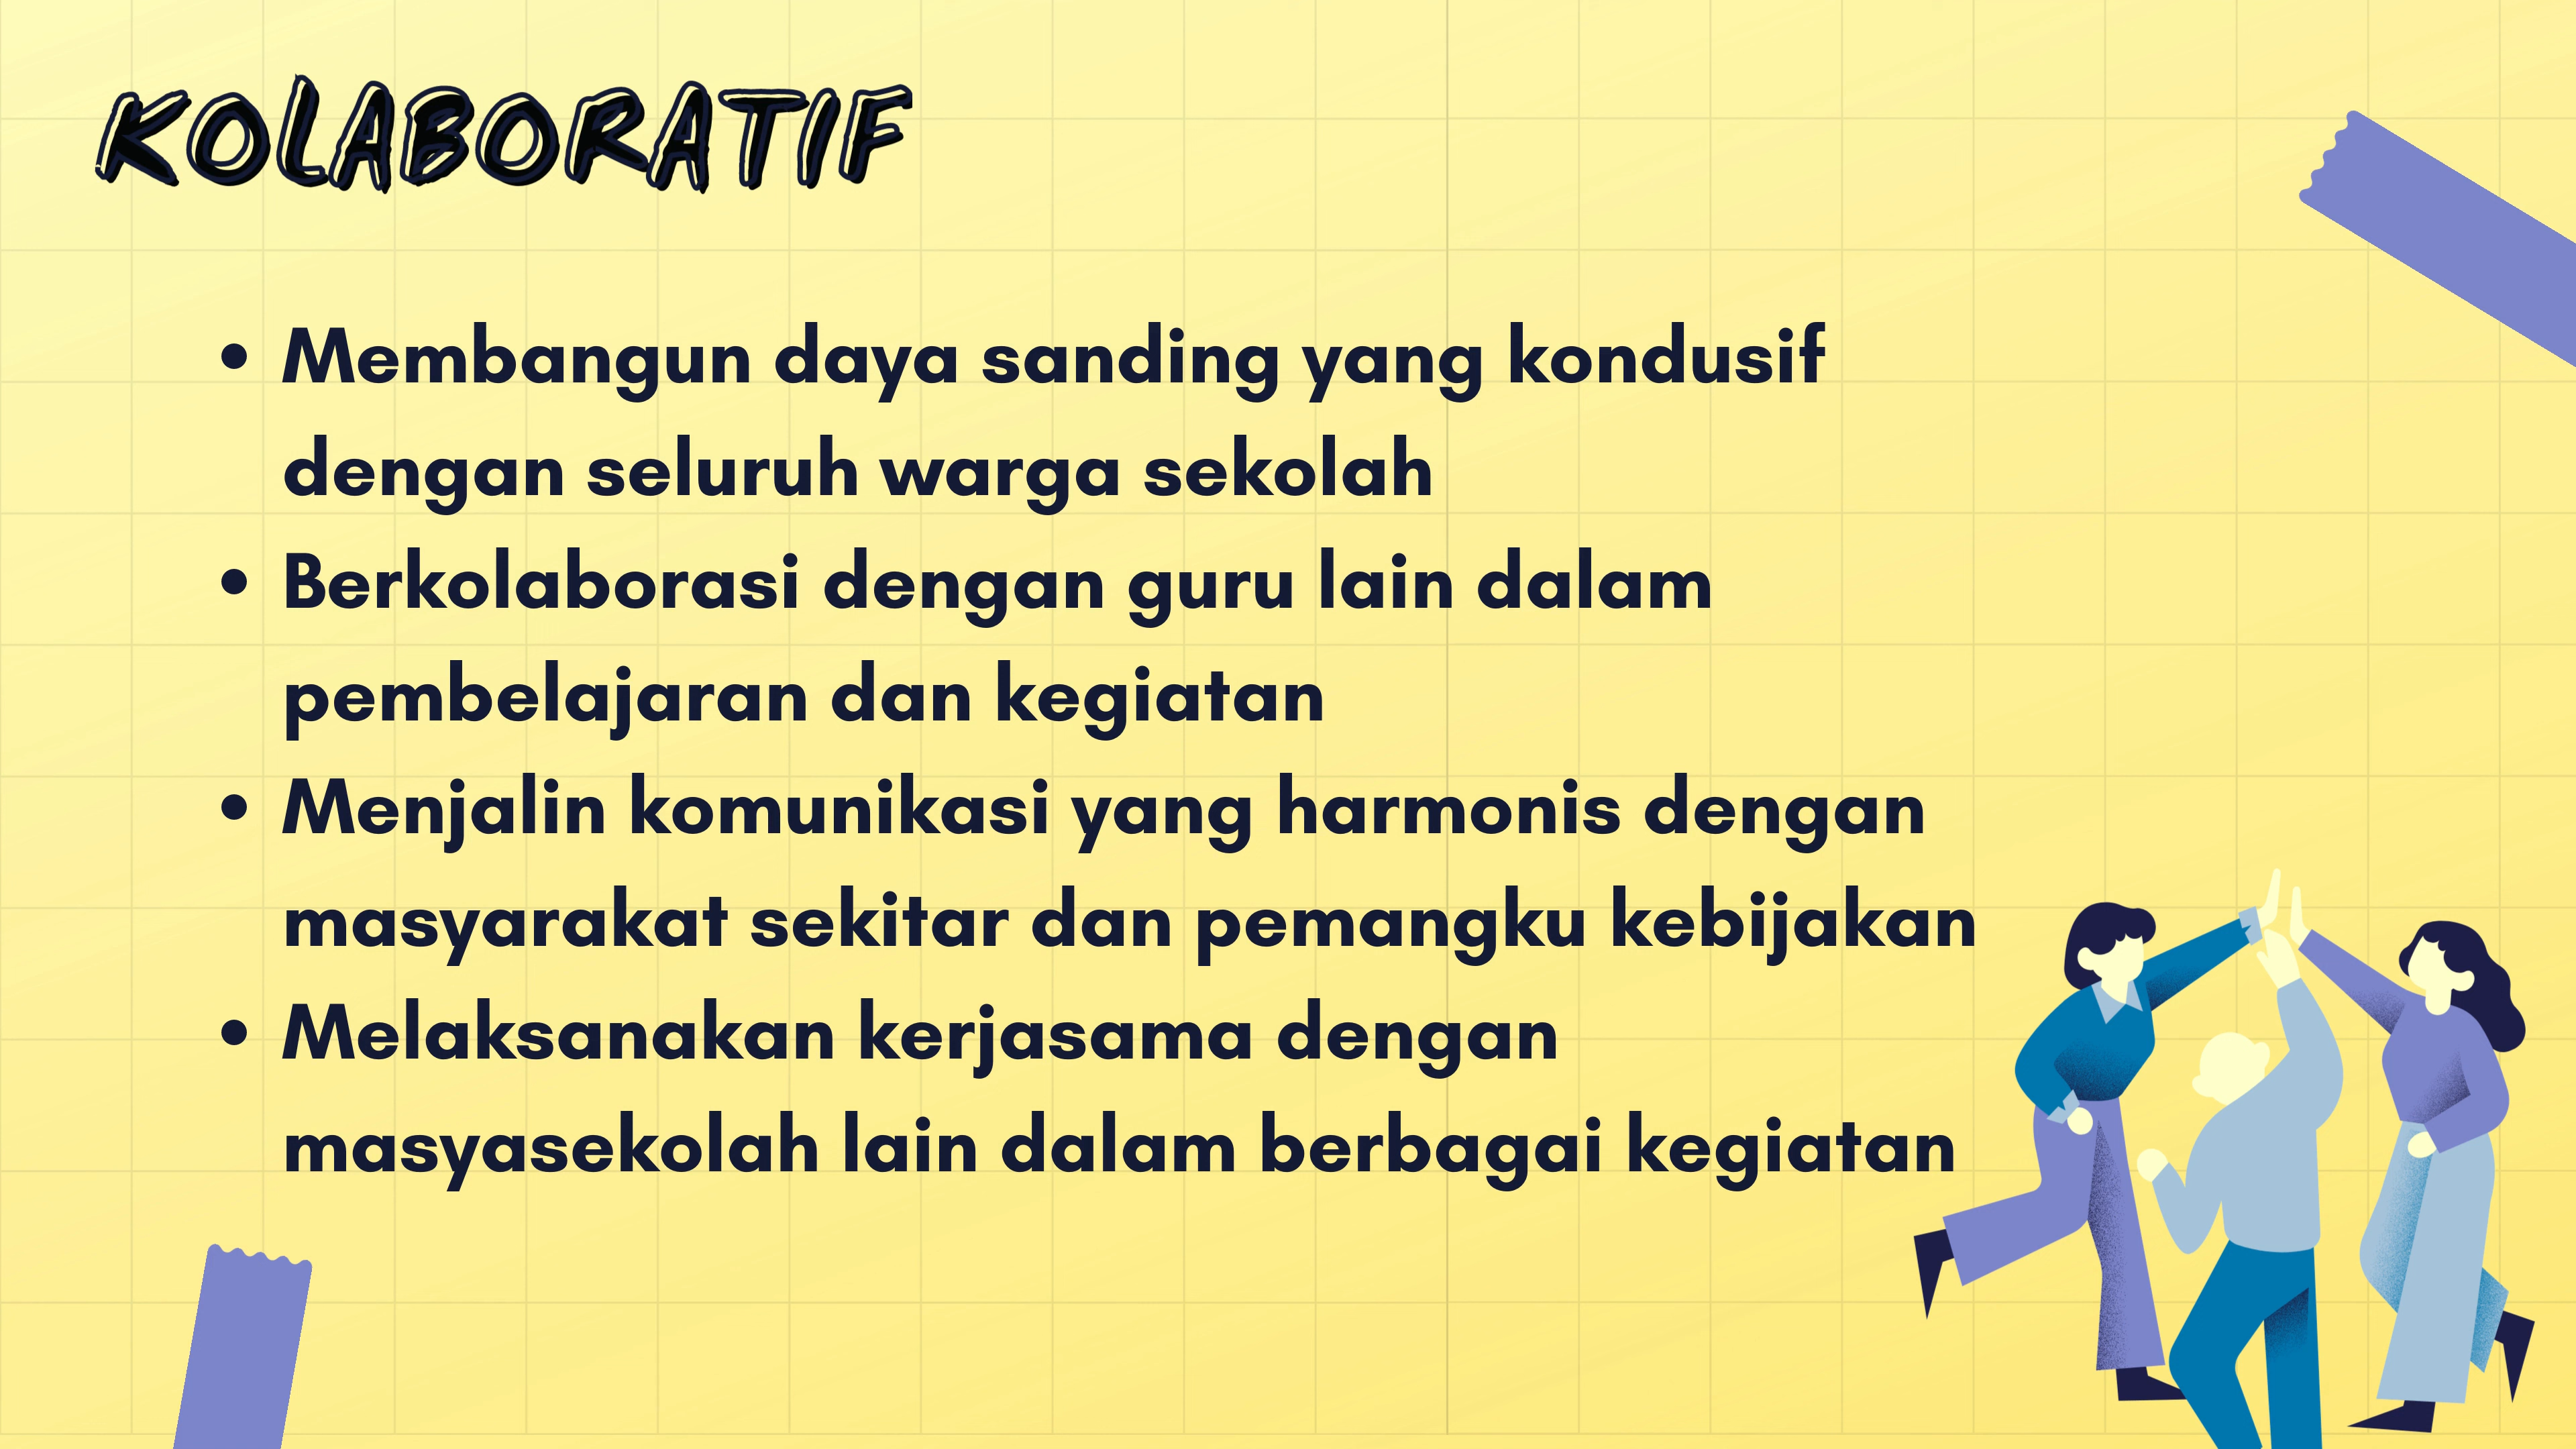 KOLABORATIF
• Membangun daya sanding yang kondusif
dengan seluruh warga sekolah
• Berkolaborasi dengan guru lain dalam
pembelajaran dan kegiatan
• Menjalin komunikasi yang harmonis dengan
masyarakat sekitar dan pemangku kebijakan
• Melaksanakan kerjasama dengan
masyasekolah lain dalam berbagai kegiatan